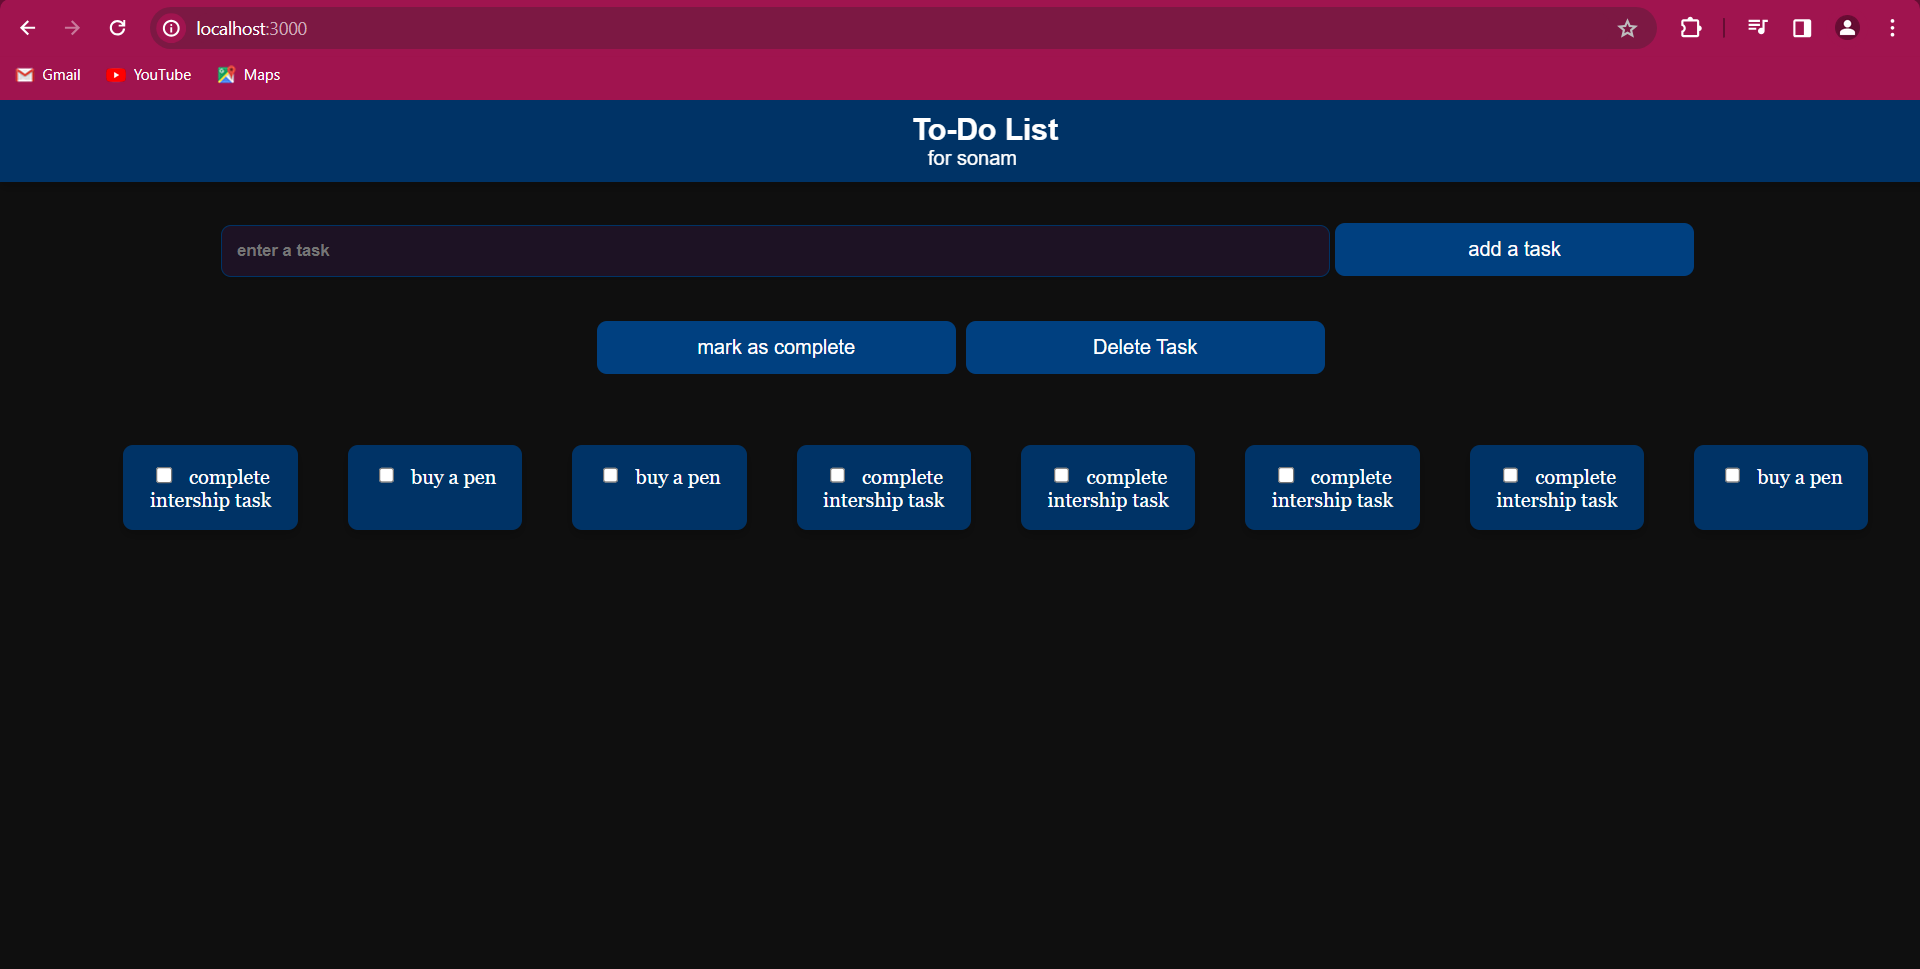 localhost:3000
Gmail YouTube Maps
To-Do List
for sonam
enter a task add a task
mark as complete Delete Task
complete
intership task
buy a pen
buy a pen
complete
intership task
complete
intership task
complete
intership task
complete
intership task
buy a pen